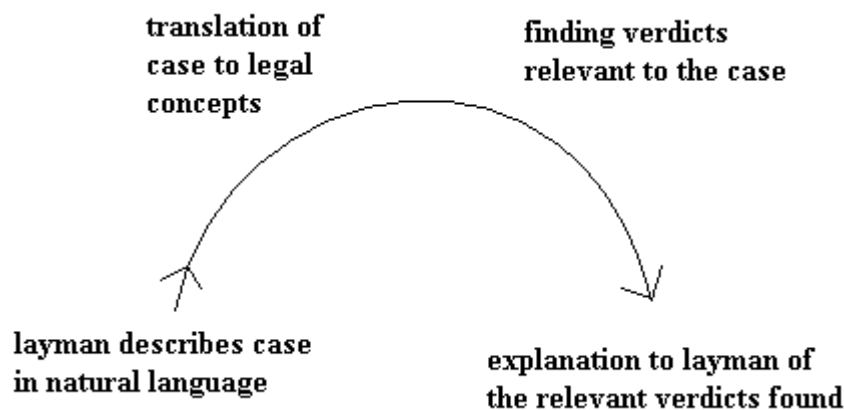 translation of
case to legal
concepts
finding verdicts
relevant to the case
layman describes case
in natural language
explanation to layman of
the relevant verdicts found